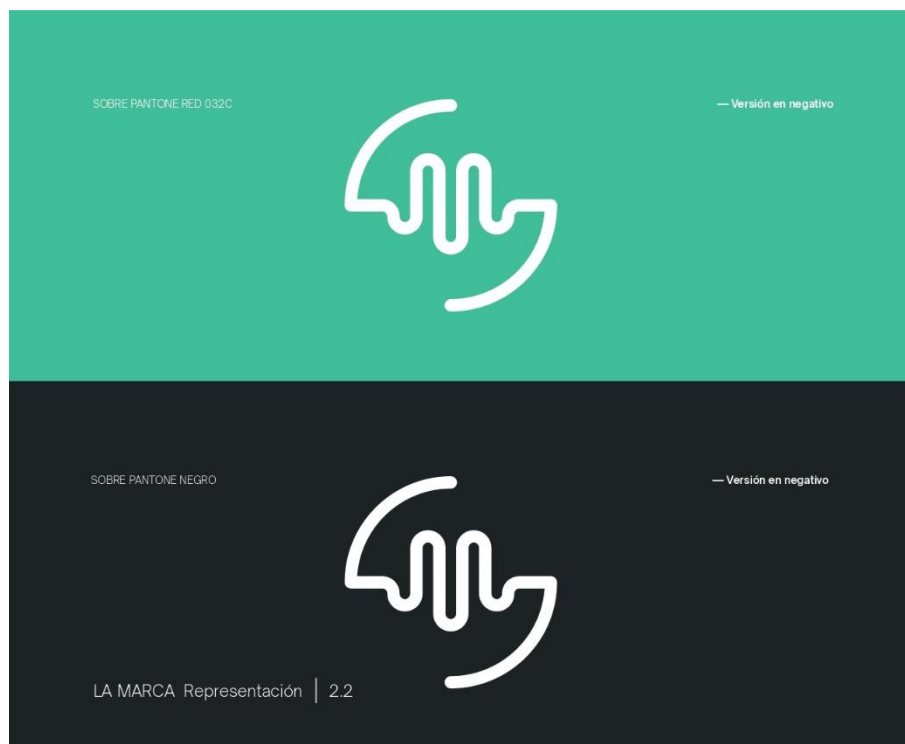 SOBRE PANTONE RED 032C
— Versión en negativo
SOBRE PANTONE NEGRO
— Versión en negativo
LA MARCA Representación | 2.2